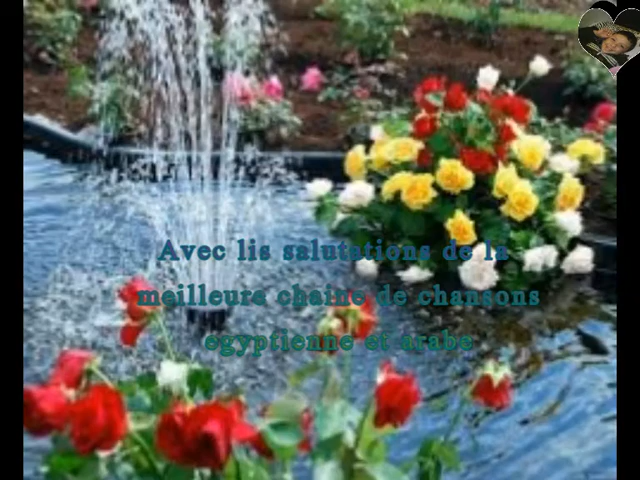 Avec lis salutations de la
meilleure chaine de chansons
egyptienne et arabe